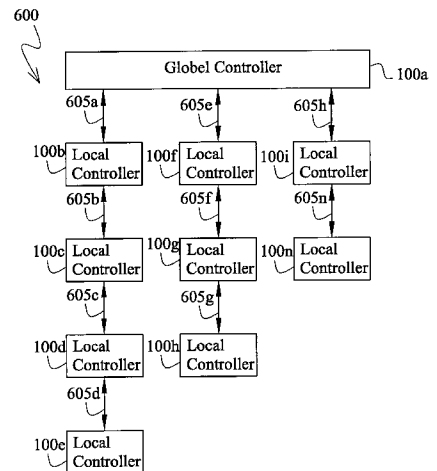 600
Globel Controller
100a
605a
605e
605h
100b
Local
Controller
100f
Local
Controller
100i
Local
Controller
605b
605f
605n
100c
Local
Controller
100g
Local
Controller
100n
Local
Controller
605c
605g
100d
Local
Controller
100h
Local
Controller
605d
100e
Local
Controller